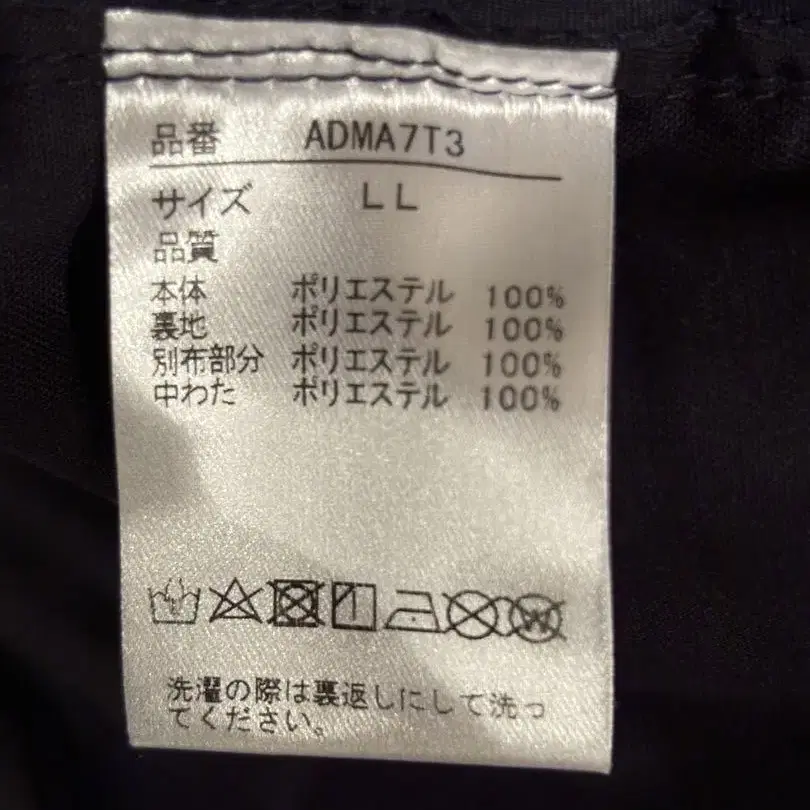 品番 ADMA7T3
サイズ LL
品質
本体 ポリエステル 100%
裏地 ポリエステル 100%
別布部分 ポリエステル 100%
中わた ポリエステル 100%
洗濯の際は裏返しにして洗っ
てください。